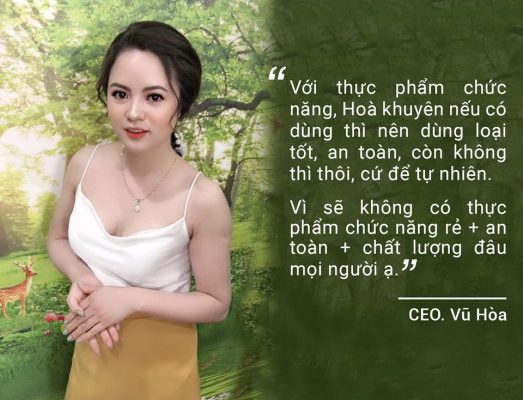 “ Với thực phẩm chức
năng, Hoà khuyên nếu có
dùng thì nên dùng loại
tốt, an toàn, còn không
thì thôi, cứ để tự nhiên.
Vì sẽ không có thực
phẩm chức năng rẻ + an
toàn + chất lượng đâu
mọi người ạ.”
CEO. Vũ Hòa